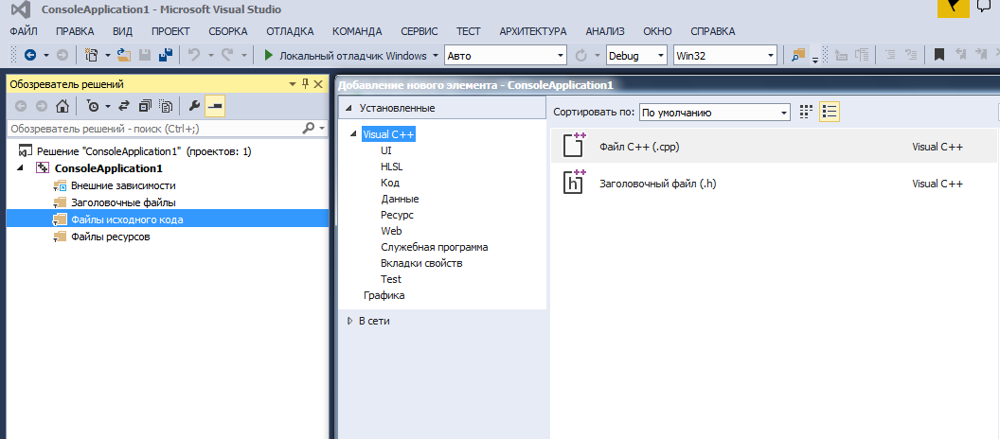 ConsoleApplication1 - Microsoft Visual Studio
ФАЙЛ ПРАВКА ВИД ПРОЕКТ СБОРКА ОТЛАДКА КОМАНДА СЕРВИС ТЕСТ АРХИТЕКТУРА АНАЛИЗ ОКНО СПРАВКА
Локальный отладчик Windows Авто Debug Win32
Обозреватель решений
Обозреватель решений - поиск (Ctrl+;)
Решение "ConsoleApplication1" (проектов: 1)
ConsoleApplication1
Внешние зависимости
Заголовочные файлы
Файлы исходного кода
Файлы ресурсов
Добавление нового элемента - ConsoleApplication1
Установленные
Visual C++
UI
HLSL
Код
Данные
Ресурс
Web
Служебная программа
Вкладки свойств
Test
Графика
В сети
Сортировать по: По умолчанию
Файл C++ (.cpp) Visual C++
Заголовочный файл (.h) Visual C++